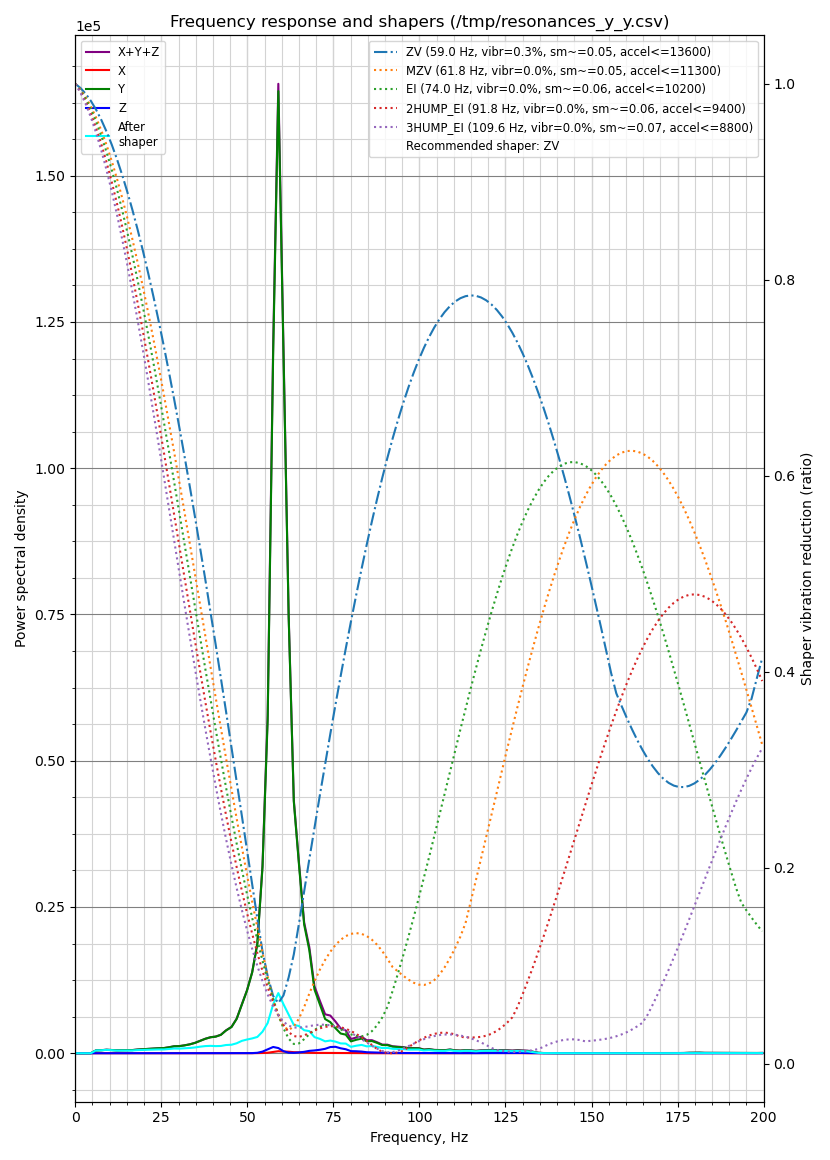 Frequency response and shapers (/tmp/resonances_y_y.csv)
1e5
X+Y+Z
X
Y
Z
After
shaper
ZV (59.0 Hz, vibr=0.3%, sm~=0.05, accel<=13600)
MZV (61.8 Hz, vibr=0.0%, sm~=0.05, accel<=11300)
EI (74.0 Hz, vibr=0.0%, sm~=0.06, accel<=10200)
2HUMP_EI (91.8 Hz, vibr=0.0%, sm~=0.06, accel<=9400)
3HUMP_EI (109.6 Hz, vibr=0.0%, sm~=0.07, accel<=8800)
Recommended shaper: ZV
Power spectral density
1.50
1.25
1.00
0.75
0.50
0.25
0.00
1.0
0.8
0.6
0.4
0.2
0.0
Shaper vibration reduction (ratio)
0 25 50 75 100 125 150 175 200
Frequency, Hz